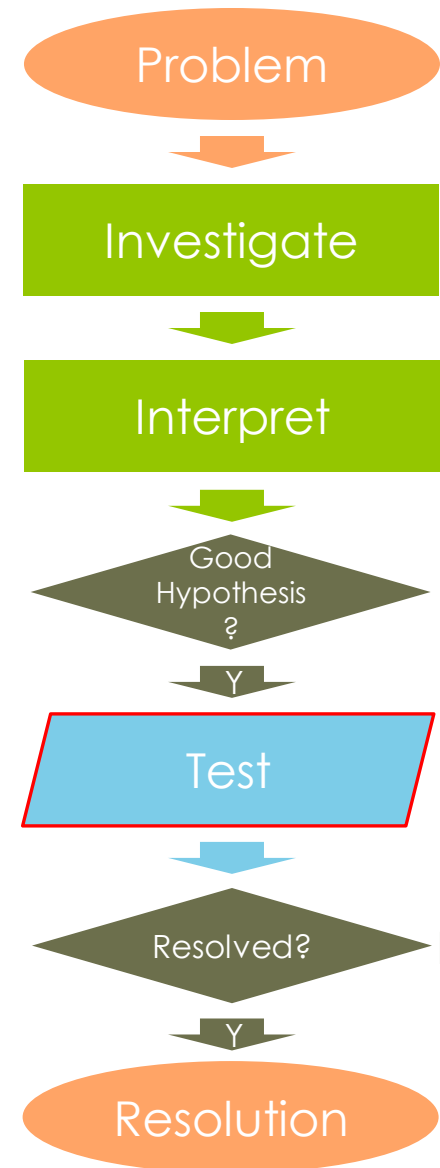 Problem
Investigate
Interpret
Good
Hypothesis
?
Y
Test
Resolved?
Y
Resolution